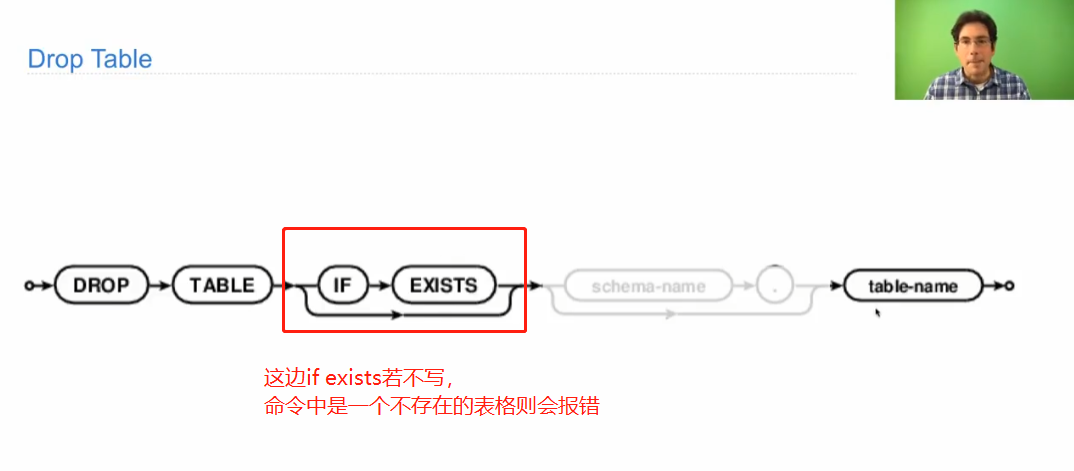 Drop Table
DROP TABLE IF EXISTS schema-name . table-name
这边if exists若不写，
命令中是一个不存在的表格则会报错